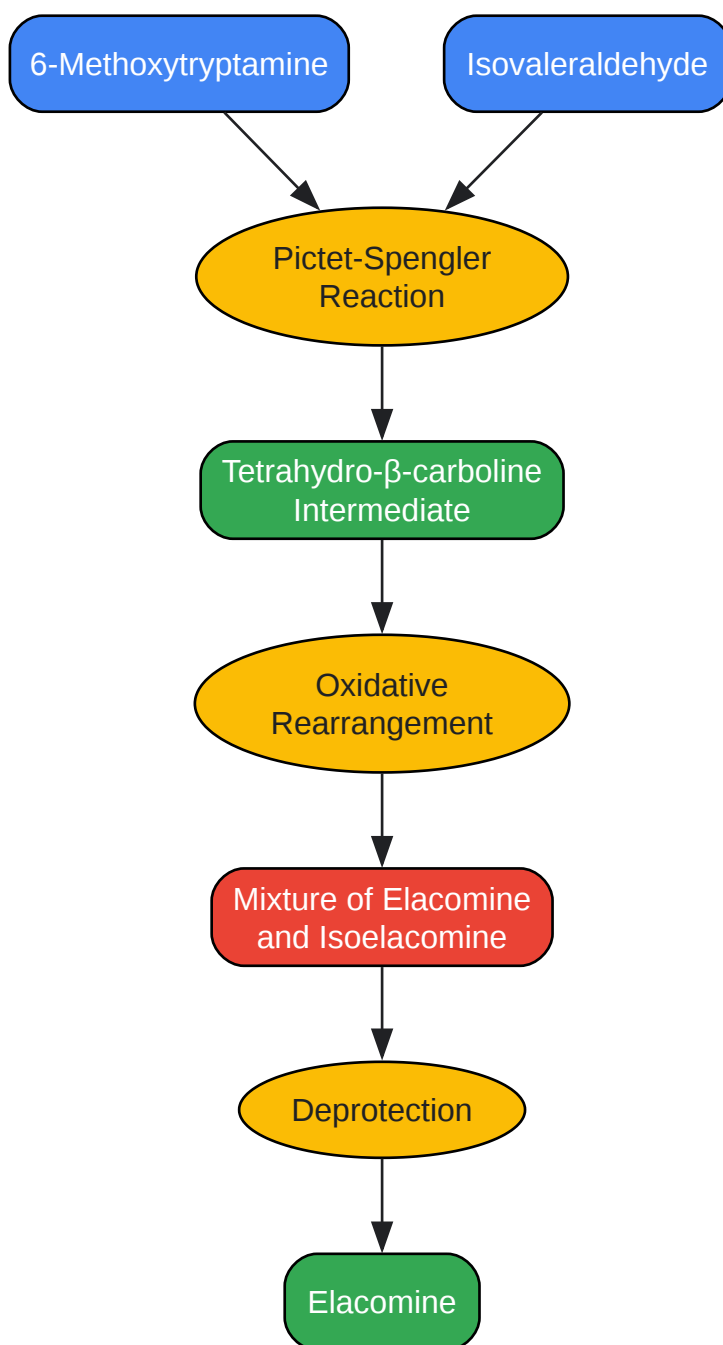 6-Methoxytryptamine
Isovaleraldehyde
Pictet-Spengler
Reaction
Tetrahydro-β-carboline
Intermediate
Oxidative
Rearrangement
Mixture of Elacomine
and Isoelacomine
Deprotection
Elacomine